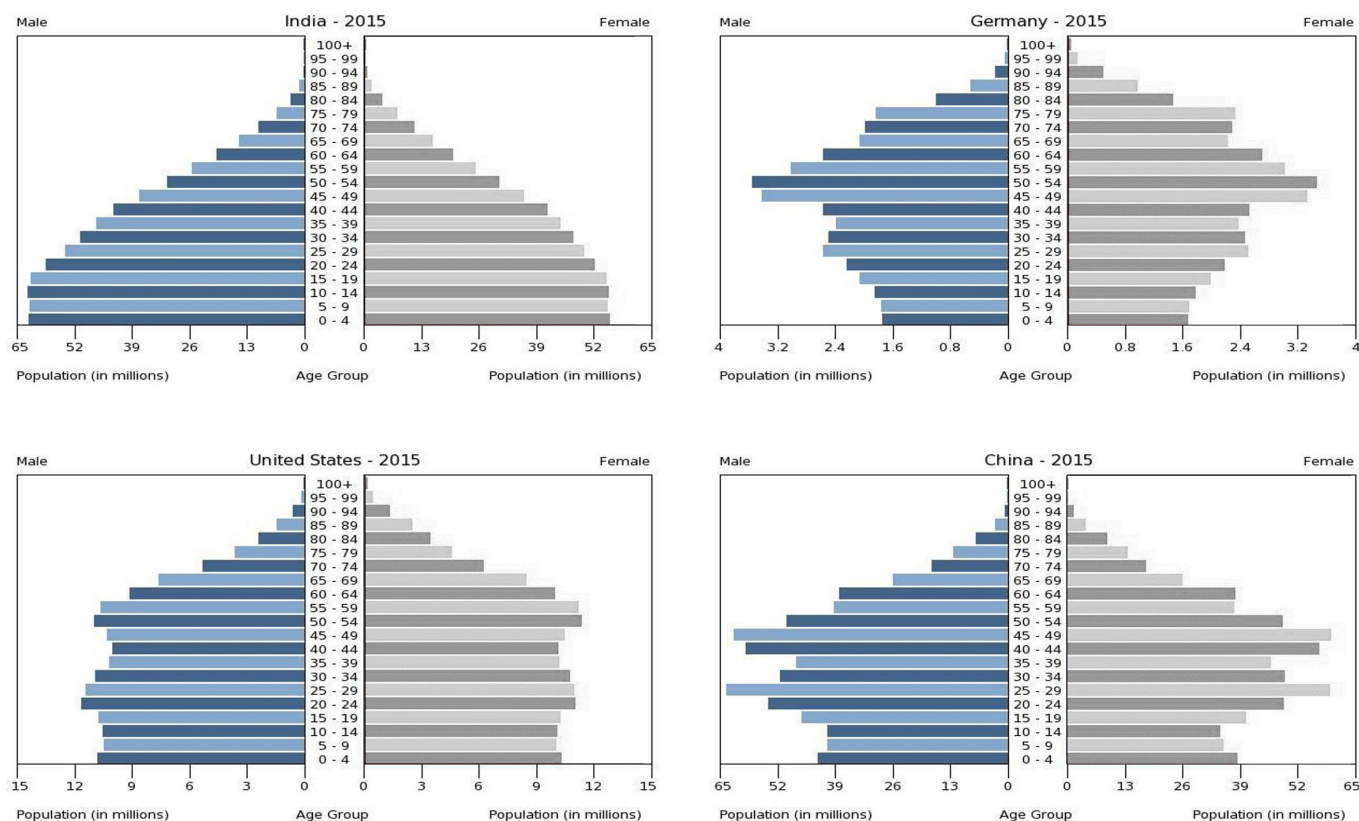 Male India - 2015 Female
100+
95 - 99
90 - 94
85 - 89
80 - 84
75 - 79
70 - 74
65 - 69
60 - 64
55 - 59
50 - 54
45 - 49
40 - 44
35 - 39
30 - 34
25 - 29
20 - 24
15 - 19
10 - 14
5 - 9
0 - 4
65 52 39 26 13 0 0 13 26 39 52 65
Population (in millions) Age Group Population (in millions)
Male Germany - 2015 Female
100+
95 - 99
90 - 94
85 - 89
80 - 84
75 - 79
70 - 74
65 - 69
60 - 64
55 - 59
50 - 54
45 - 49
40 - 44
35 - 39
30 - 34
25 - 29
20 - 24
15 - 19
10 - 14
5 - 9
0 - 4
4 3.2 2.4 1.6 0.8 0 0 0.8 1.6 2.4 3.2 4
Population (in millions) Age Group Population (in millions)
Male United States - 2015 Female
100+
95 - 99
90 - 94
85 - 89
80 - 84
75 - 79
70 - 74
65 - 69
60 - 64
55 - 59
50 - 54
45 - 49
40 - 44
35 - 39
30 - 34
25 - 29
20 - 24
15 - 19
10 - 14
5 - 9
0 - 4
15 12 9 6 3 0 0 3 6 9 12 15
Population (in millions) Age Group Population (in millions)
Male China - 2015 Female
100+
95 - 99
90 - 94
85 - 89
80 - 84
75 - 79
70 - 74
65 - 69
60 - 64
55 - 59
50 - 54
45 - 49
40 - 44
35 - 39
30 - 34
25 - 29
20 - 24
15 - 19
10 - 14
5 - 9
0 - 4
65 52 39 26 13 0 0 13 26 39 52 65
Population (in millions) Age Group Population (in millions)